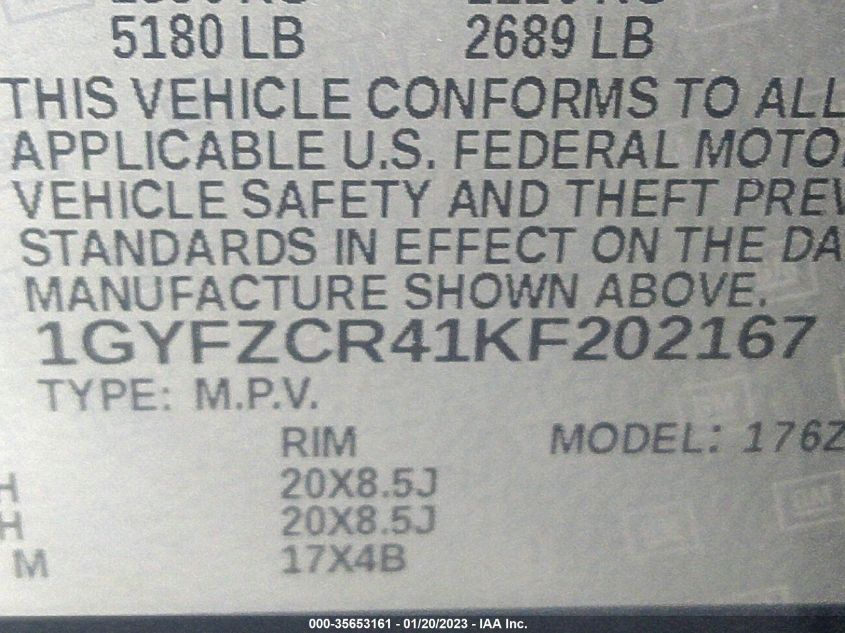 5180 LB 2689 LB
THIS VEHICLE CONFORMS TO ALL
APPLICABLE U.S. FEDERAL MOTO
VEHICLE SAFETY AND THEFT PREV
STANDARDS IN EFFECT ON THE DA
MANUFACTURE SHOWN ABOVE.
1GYFZCR41KF202167
TYPE: M.P.V.
RIM MODEL: 176Z
H 20X8.5J
H 20X8.5J
M 17X4B
000-35653161 - 01/20/2023 - IAA Inc.